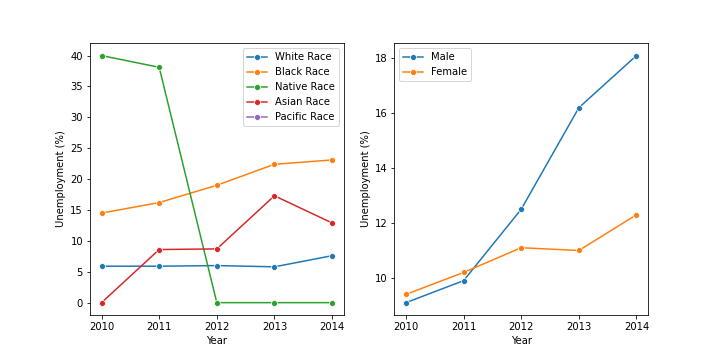 40
35
30
25
20
15
10
5
0
Unemployment (%)
2010 2011 2012 2013 2014
Year
White Race
Black Race
Native Race
Asian Race
Pacific Race
18
16
14
12
10
Unemployment (%)
2010 2011 2012 2013 2014
Year
Male
Female